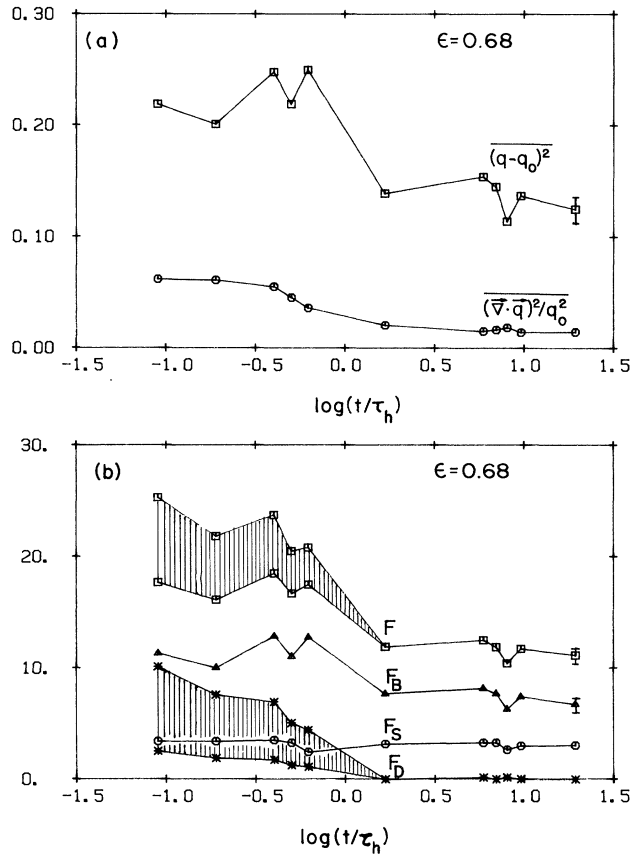 0.30
(a)
ϵ=0.68
0.20
(q-q₀)²
0.10
(∇⃗·q⃗)²/q₀²
0.00
-1.5 -1.0 -0.5 0.0 0.5 1.0 1.5
log(t/τₕ)
30.
(b)
ϵ=0.68
20.
F
10.
F_B
F_S
F_D
0.
-1.5 -1.0 -0.5 0.0 0.5 1.0 1.5
log(t/τₕ)